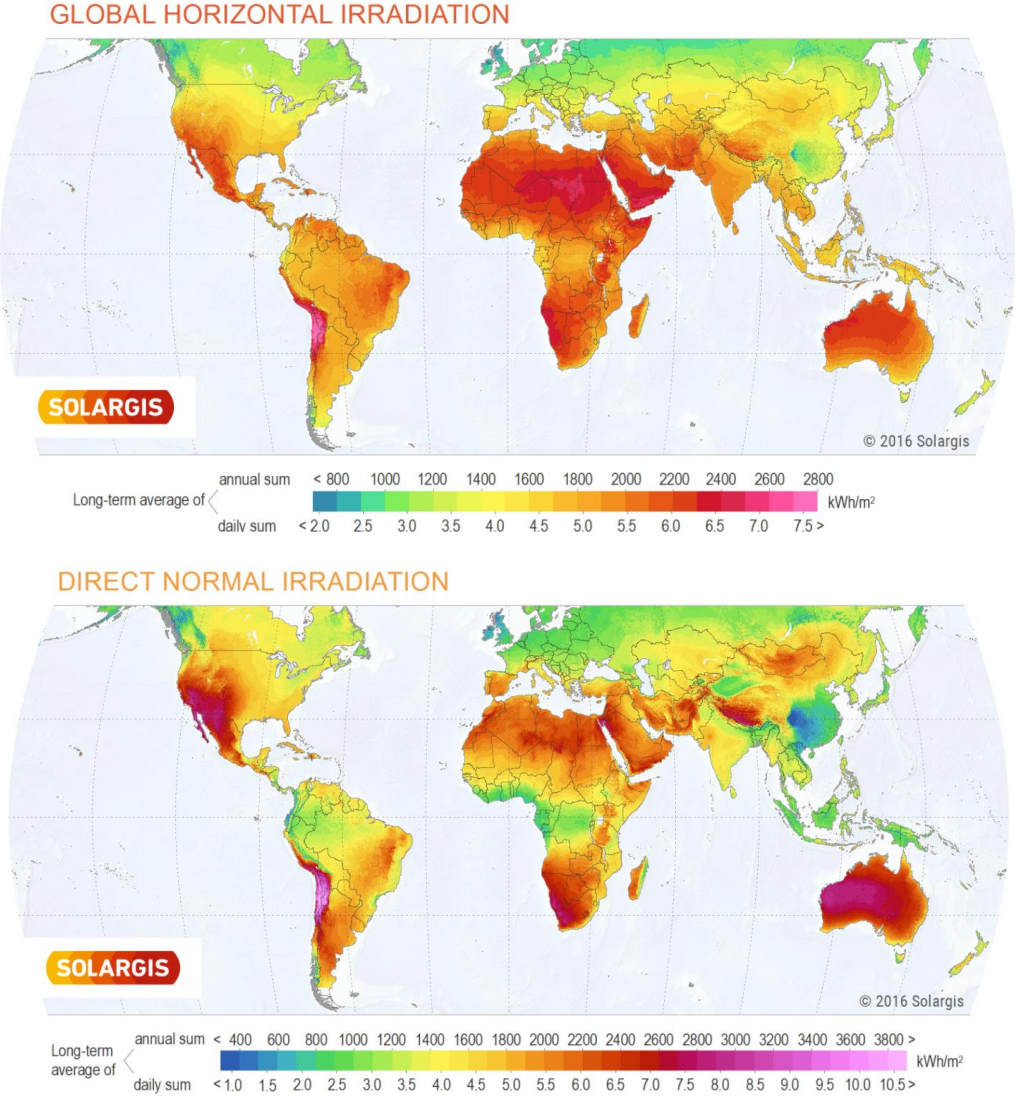 GLOBAL HORIZONTAL IRRADIATION
SOLARGIS
© 2016 Solargis
annual sum < 800 1000 1200 1400 1600 1800 2000 2200 2400 2600 2800
Long-term average of kWh/m²
daily sum < 2.0 2.5 3.0 3.5 4.0 4.5 5.0 5.5 6.0 6.5 7.0 7.5 >
DIRECT NORMAL IRRADIATION
SOLARGIS
© 2016 Solargis
annual sum < 400 600 800 1000 1200 1400 1600 1800 2000 2200 2400 2600 2800 3000 3200 3400 3600 3800 >
Long-term
average of kWh/m²
daily sum < 1.0 1.5 2.0 2.5 3.0 3.5 4.0 4.5 5.0 5.5 6.0 6.5 7.0 7.5 8.0 8.5 9.0 9.5 10.0 10.5 >